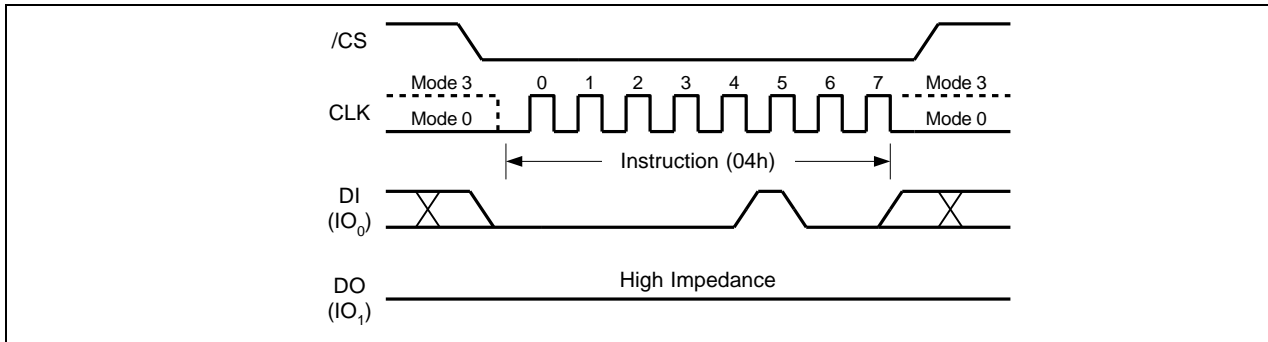 /CS
Mode 3 0 1 2 3 4 5 6 7 Mode 3
CLK
Mode 0 Mode 0
Instruction (04h)
DI
(IO0)
High Impedance
DO
(IO1)